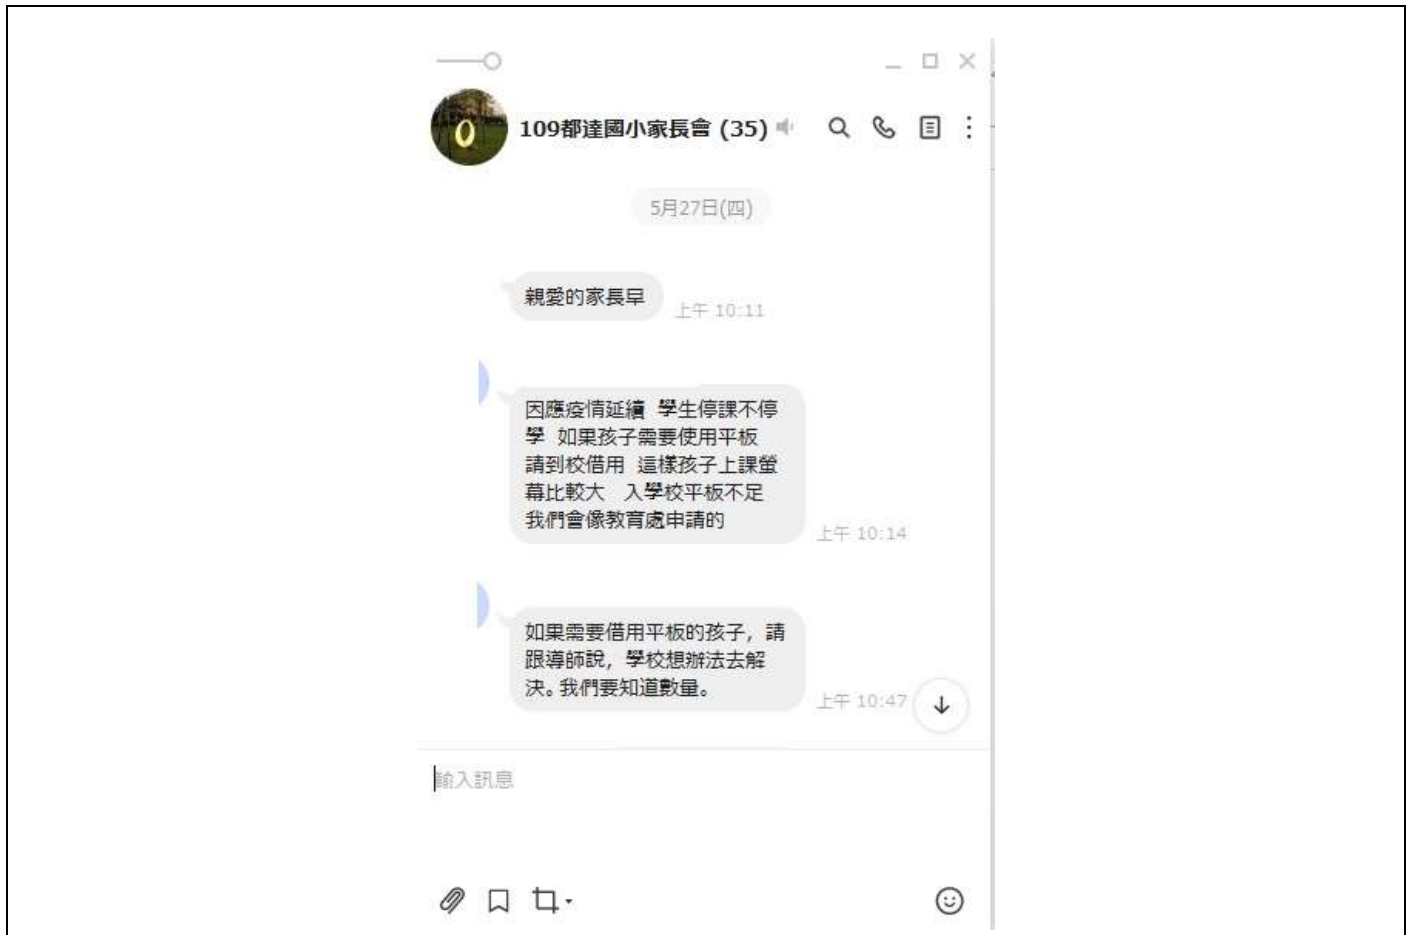 109都達國小家長會 (35)
5月27日(四)
親愛的家長早
上午 10:11
因應疫情延續 學生停課不停
學 如果孩子需要使用平板
請到校借用 這樣孩子上課螢
幕比較大 入學校平板不足
我們會像教育處申請的
上午 10:14
如果需要借用平板的孩子，請
跟導師說，學校想辦法去解
決。我們要知道數量。
上午 10:47
輸入訊息